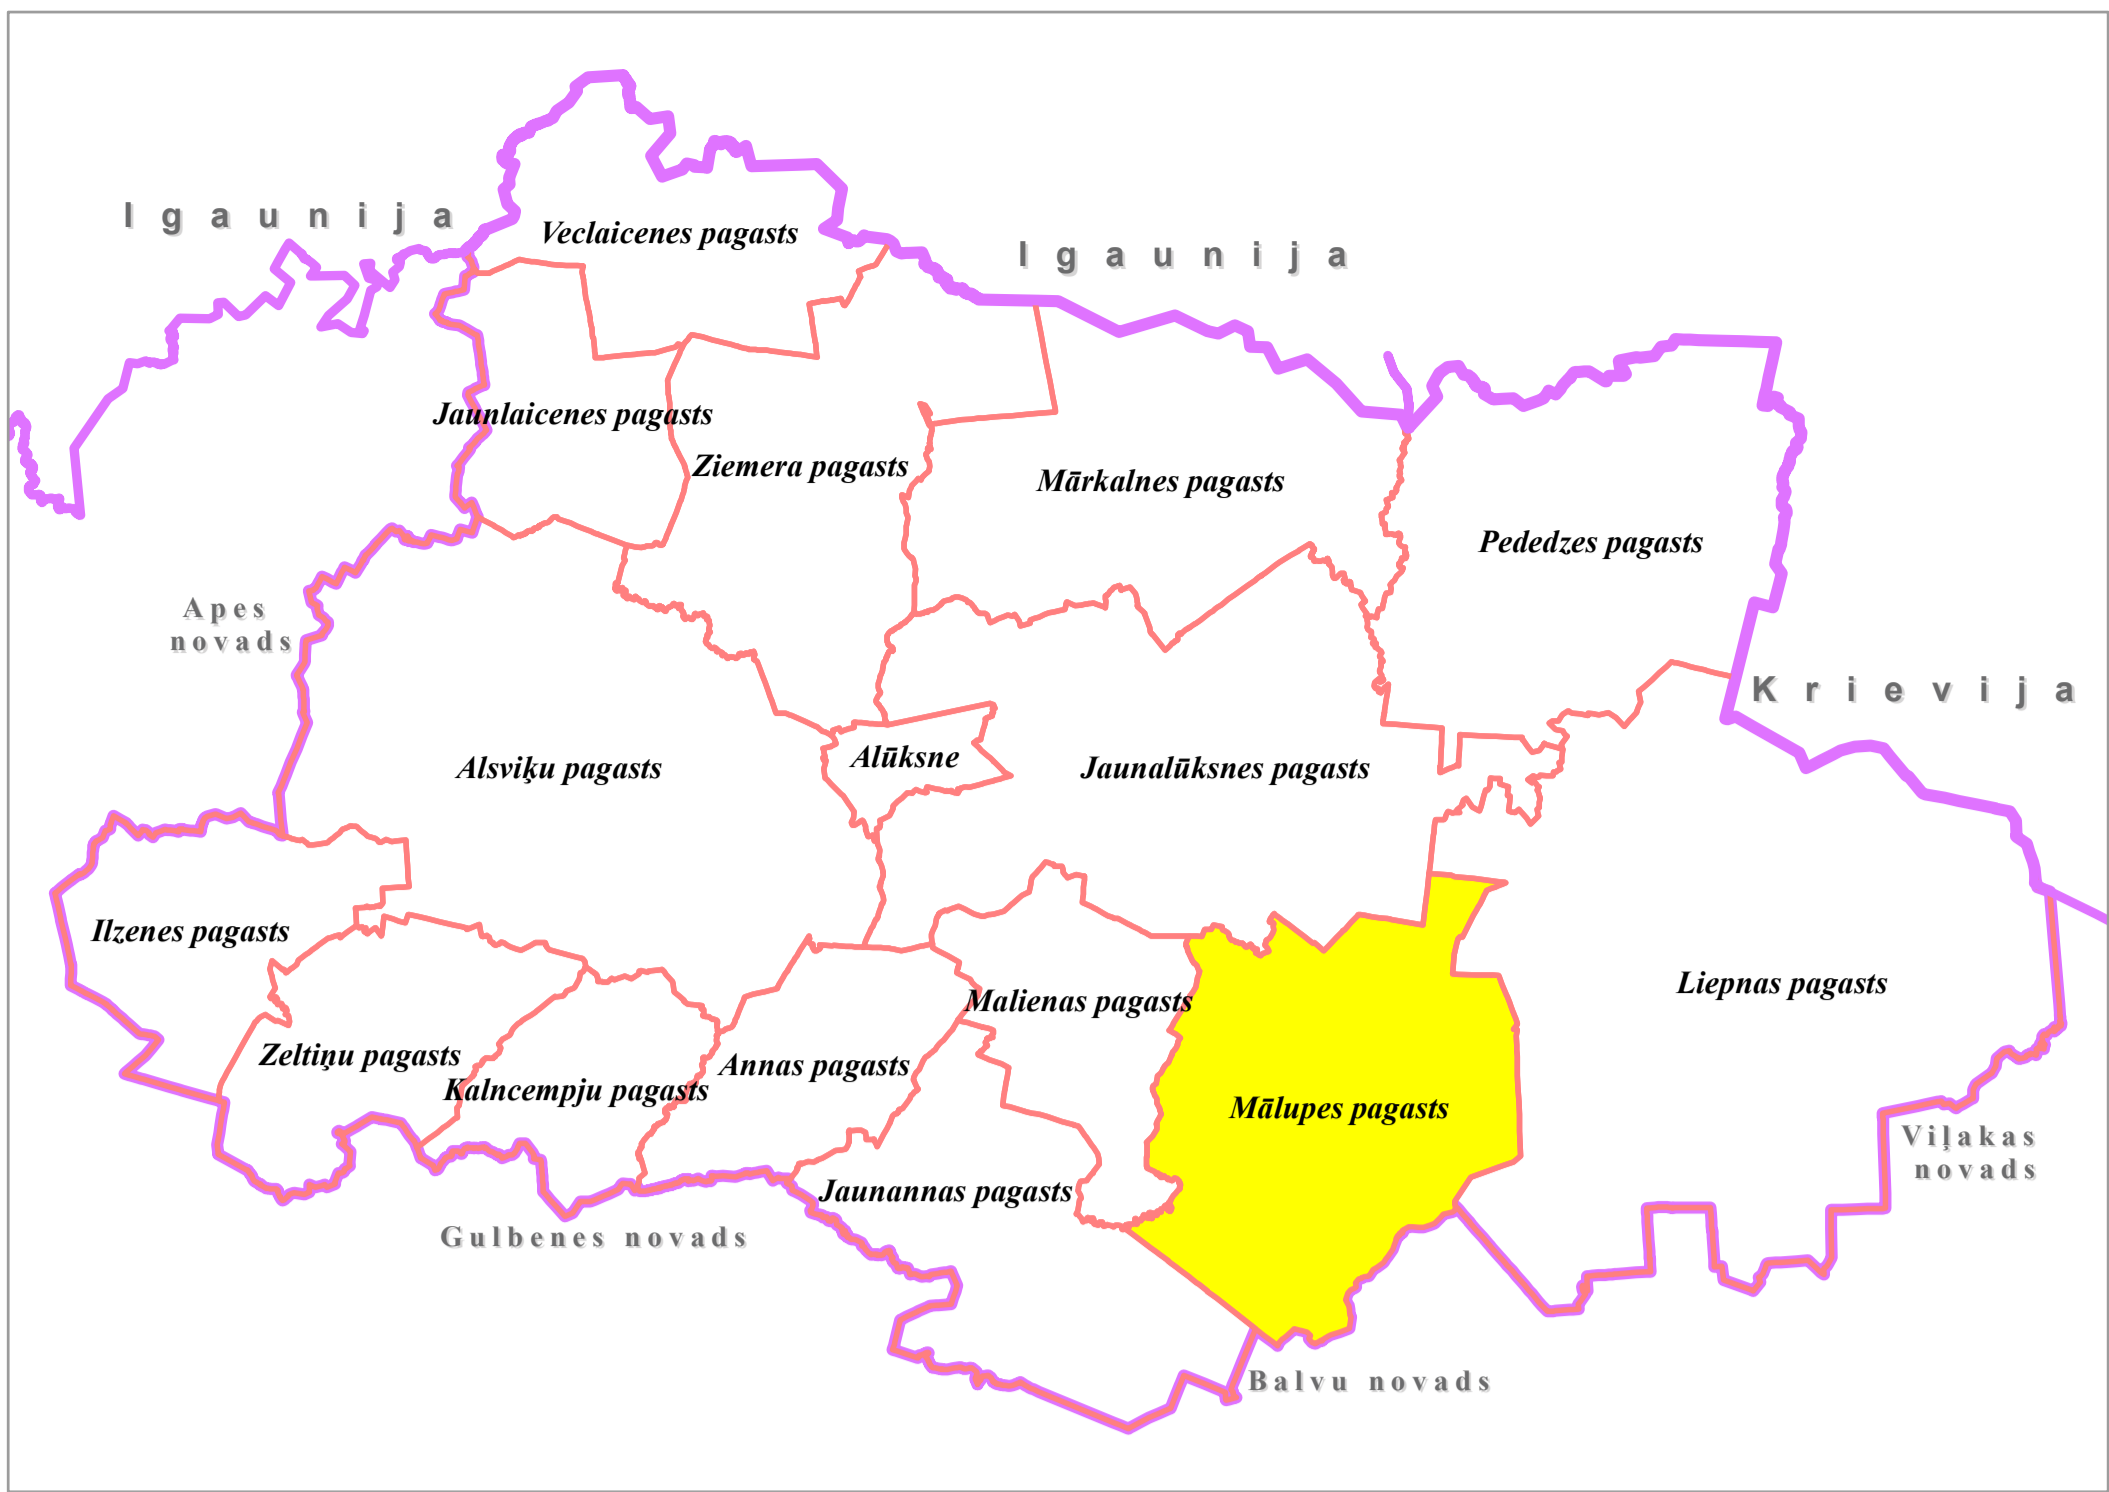 I g a u n i j a
Veclaicenes pagasts
I g a u n i j a
Jaunlaicenes pagasts
Ziemera pagasts
Mārkalnes pagasts
Pededzes pagasts
Apes
novads
K r i e v i j a
Alsviķu pagasts
Alūksne
Jaunalūksnes pagasts
Ilzenes pagasts
Liepnas pagasts
Malienas pagasts
Zeltiņu pagasts
Annas pagasts
Kalncempju pagasts
Mālupes pagasts
Viļakas
novads
Jaunannas pagasts
Gulbenes novads
Balvu novads